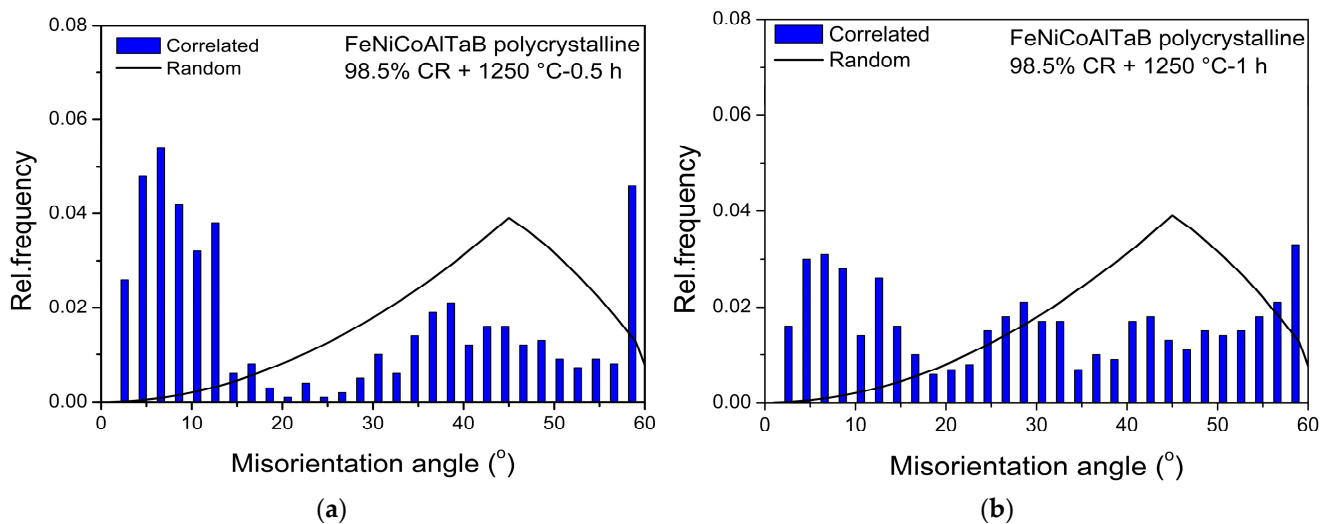 0.08
0.06
0.04
0.02
0.00
Rel.frequency
Correlated
Random
FeNiCoAlTaB polycrystalline
98.5% CR + 1250 °C-0.5 h
0 10 20 30 40 50 60
Misorientation angle (°)
(a)
0.08
0.06
0.04
0.02
0.00
Rel.frequency
Correlated
Random
FeNiCoAlTaB polycrystalline
98.5% CR + 1250 °C-1 h
0 10 20 30 40 50 60
Misorientation angle (°)
(b)